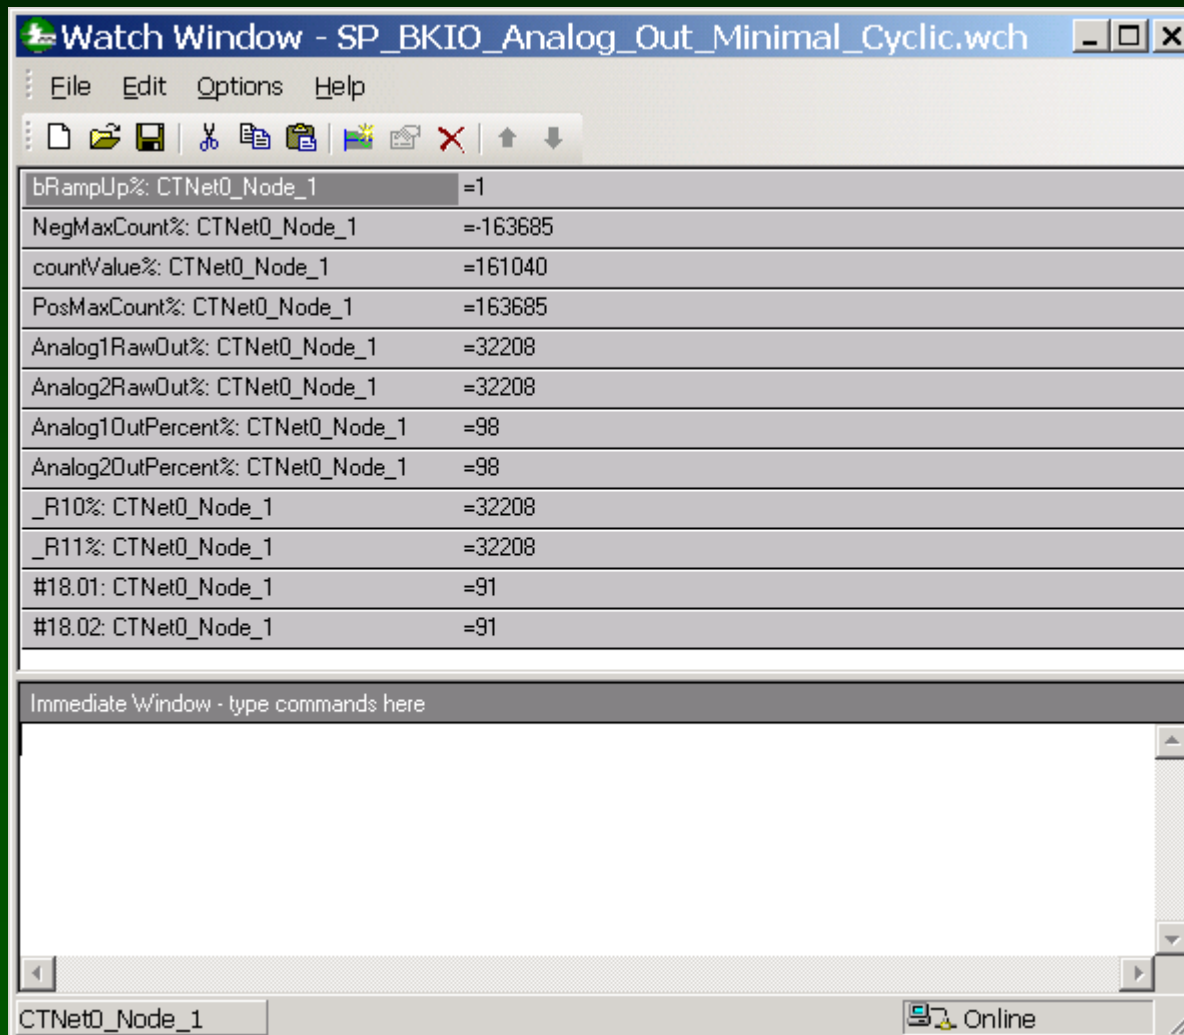 Watch Window - SP_BKIO_Analog_Out_Minimal_Cyclic.wch
File Edit Options Help
bRampUp%: CTNet0_Node_1 =1
NegMaxCount%: CTNet0_Node_1 =-163685
countValue%: CTNet0_Node_1 =161040
PosMaxCount%: CTNet0_Node_1 =163685
Analog1RawOut%: CTNet0_Node_1 =32208
Analog2RawOut%: CTNet0_Node_1 =32208
Analog1OutPercent%: CTNet0_Node_1 =98
Analog2OutPercent%: CTNet0_Node_1 =98
_R10%: CTNet0_Node_1 =32208
_R11%: CTNet0_Node_1 =32208
#18.01: CTNet0_Node_1 =91
#18.02: CTNet0_Node_1 =91
Immediate Window - type commands here
CTNet0_Node_1 Online